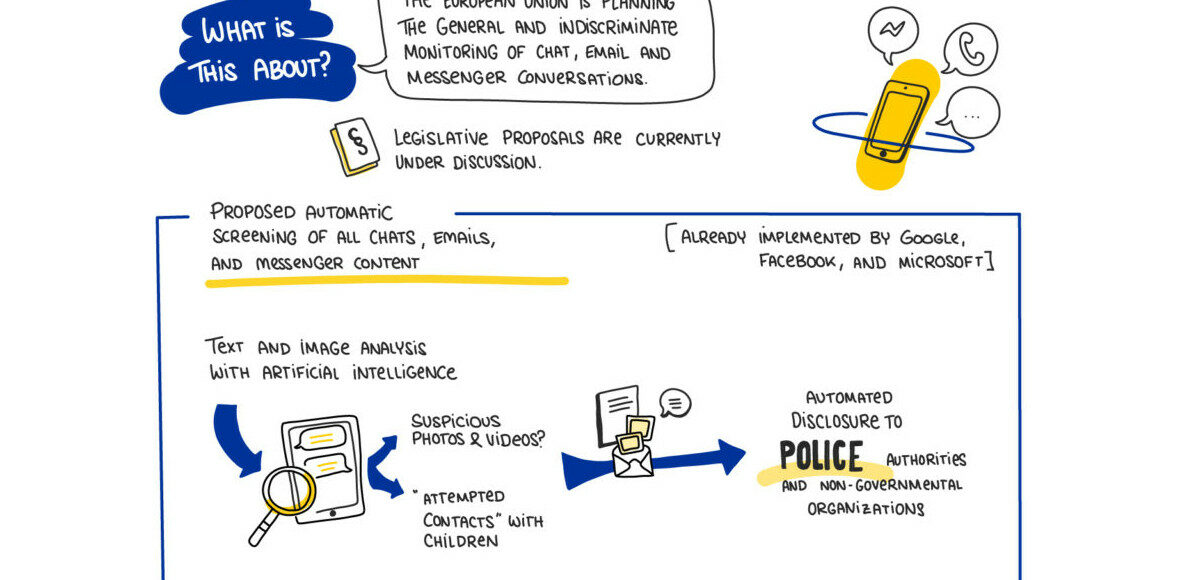 WHAT IS
THIS ABOUT?
THE EUROPEAN UNION IS PLANNING
THE GENERAL AND INDISCRIMINATE
MONITORING OF CHAT, EMAIL AND
MESSENGER CONVERSATIONS.
§
LEGISLATIVE PROPOSALS ARE CURRENTLY
UNDER DISCUSSION.
PROPOSED AUTOMATIC
SCREENING OF ALL CHATS, EMAILS,
AND MESSENGER CONTENT
[ALREADY IMPLEMENTED BY GOOGLE,
FACEBOOK, AND MICROSOFT]
TEXT AND IMAGE ANALYSIS
WITH ARTIFICIAL INTELLIGENCE
SUSPICIOUS
PHOTOS & VIDEOS?
"ATTEMPTED
CONTACTS" WITH
CHILDREN
AUTOMATED
DISCLOSURE TO
POLICE AUTHORITIES
AND NON-GOVERNMENTAL
ORGANIZATIONS